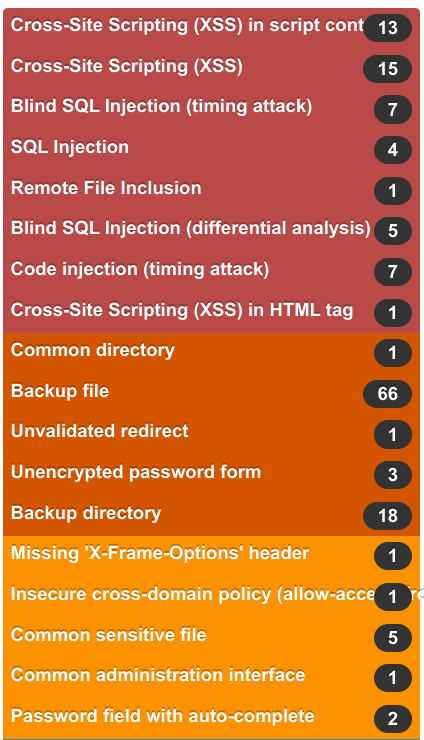 Cross-Site Scripting (XSS) in script cont 13
Cross-Site Scripting (XSS) 15
Blind SQL Injection (timing attack) 7
SQL Injection 4
Remote File Inclusion 1
Blind SQL Injection (differential analysis) 5
Code injection (timing attack) 7
Cross-Site Scripting (XSS) in HTML tag 1
Common directory 1
Backup file 66
Unvalidated redirect 1
Unencrypted password form 3
Backup directory 18
Missing 'X-Frame-Options' header 1
Insecure cross-domain policy 1
Common sensitive file 5
Common administration interface 1
Password field with auto-complete 2